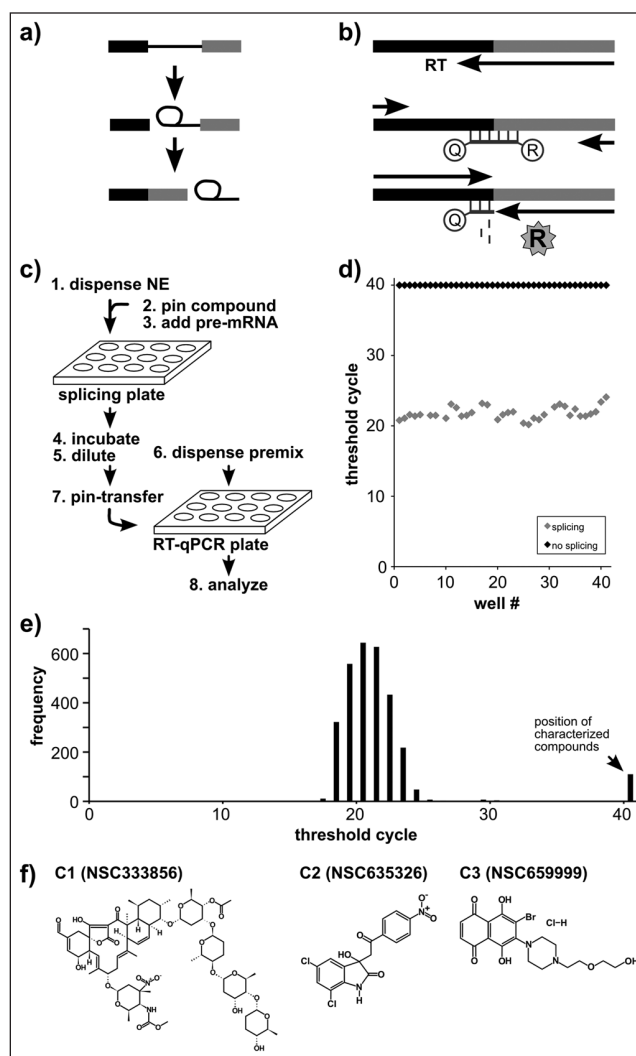 a)
b)
RT
Q
R
Q
R
c)
1. dispense NE
2. pin compound
3. add pre-mRNA
splicing plate
4. incubate
5. dilute
6. dispense premix
7. pin-transfer
RT-qPCR plate
8. analyze
d)
threshold cycle
40
30
20
10
0
0
10
20
30
40
well #
splicing
no splicing
e)
frequency
600
400
200
0
0
10
20
30
40
threshold cycle
position of
characterized
compounds
f)
C1 (NSC333856)
C2 (NSC635326)
C3 (NSC659999)
Cl
Cl
HO
O
O
N
H
N+
O-
O
O
OH
Br
Cl–H
N
N
O
OH
O
OH